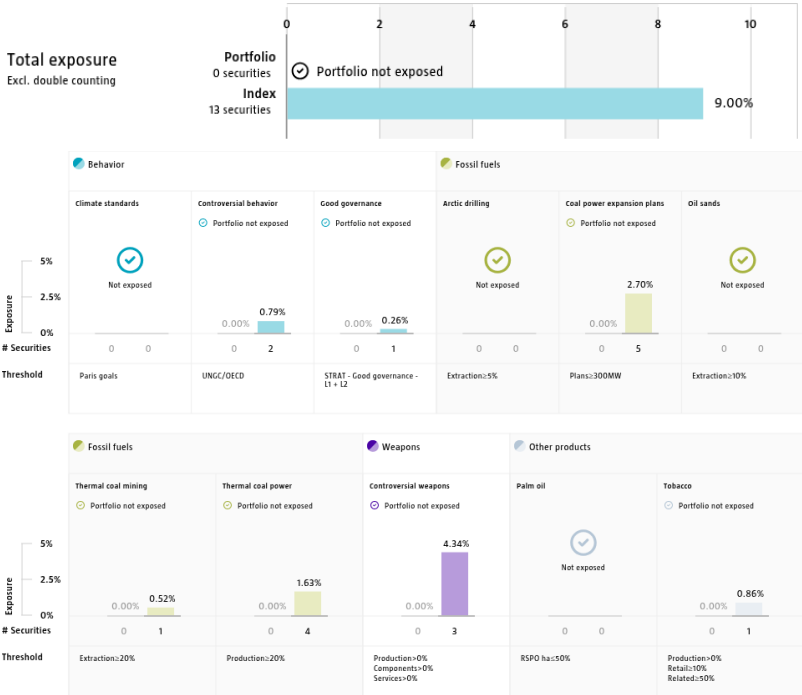 0 2 4 6 8 10
Total exposure
Excl. double counting
Portfolio
0 securities
Portfolio not exposed
Index
13 securities
9.00%
Behavior
Fossil fuels
Climate standards
Controversial behavior
Good governance
Arctic drilling
Coal power expansion plans
Oil sands
Portfolio not exposed
Portfolio not exposed
Portfolio not exposed
Exposure
5%
2.5%
0%
Not exposed
0.00% 0.79%
0.00% 0.26%
Not exposed
0.00% 2.70%
Not exposed
# Securities
0 0
0 2
0 1
0 0
0 5
0 0
Threshold
Paris goals
UNGC/OECD
STRAT - Good governance -
L1 + L2
Extraction≥5%
Plans≥300MW
Extraction≥10%
Fossil fuels
Weapons
Other products
Thermal coal mining
Thermal coal power
Controversial weapons
Palm oil
Tobacco
Portfolio not exposed
Portfolio not exposed
Portfolio not exposed
Portfolio not exposed
Exposure
5%
2.5%
0%
0.00% 0.52%
0.00% 1.63%
0.00% 4.34%
Not exposed
0.00% 0.86%
# Securities
0 1
0 4
0 3
0 0
0 1
Threshold
Extraction≥20%
Production≥20%
Production>0%
Components>0%
Services>0%
RSPO ha≤50%
Production>0%
Retail≥10%
Related≥50%